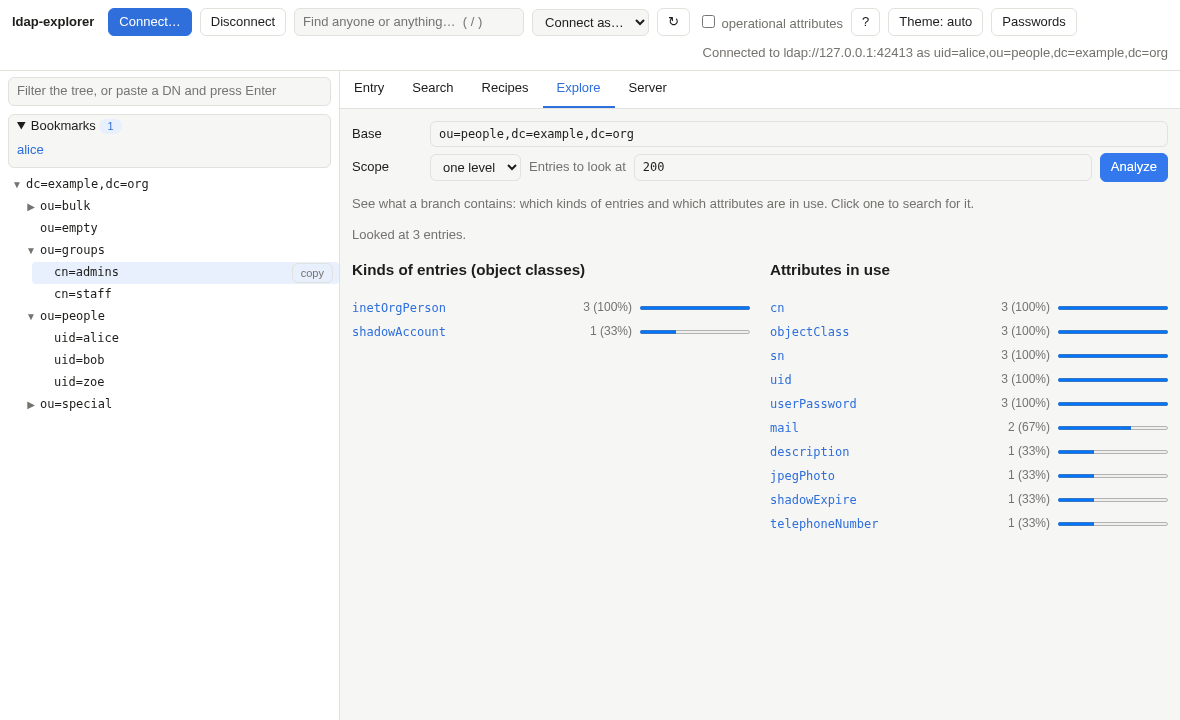 ldap-explorer Connect… Disconnect Find anyone or anything… ( / ) Connect as… ↻ operational attributes ? Theme: auto Passwords
Connected to ldap://127.0.0.1:42413 as uid=alice,ou=people,dc=example,dc=org
Filter the tree, or paste a DN and press Enter
▼ Bookmarks 1
alice
▼ dc=example,dc=org
▶ ou=bulk
ou=empty
▼ ou=groups
cn=admins copy
cn=staff
▼ ou=people
uid=alice
uid=bob
uid=zoe
▶ ou=special
Entry Search Recipes Explore Server
Base ou=people,dc=example,dc=org
Scope one level Entries to look at 200 Analyze
See what a branch contains: which kinds of entries and which attributes are in use. Click one to search for it.
Looked at 3 entries.
Kinds of entries (object classes)
inetOrgPerson 3 (100%)
shadowAccount 1 (33%)
Attributes in use
cn 3 (100%)
objectClass 3 (100%)
sn 3 (100%)
uid 3 (100%)
userPassword 3 (100%)
mail 2 (67%)
description 1 (33%)
jpegPhoto 1 (33%)
shadowExpire 1 (33%)
telephoneNumber 1 (33%)